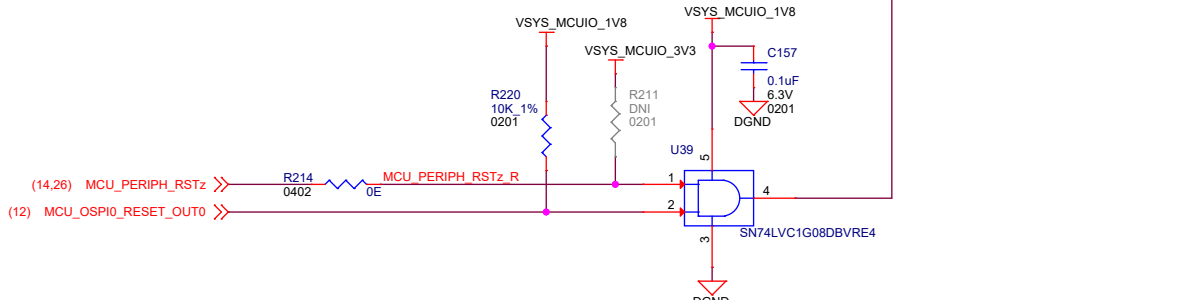 VSYS_MCUIO_1V8
VSYS_MCUIO_1V8
VSYS_MCUIO_3V3
C157
0.1uF
6.3V
0201
DGND
R220
10K_1%
0201
R211
DNI
0201
U39
5
(14,26) MCU_PERIPH_RSTz
R214
0402
0E
MCU_PERIPH_RSTz_R
1
4
(12) MCU_OSPI0_RESET_OUT0
2
SN74LVC1G08DBVRE4
3
DGND